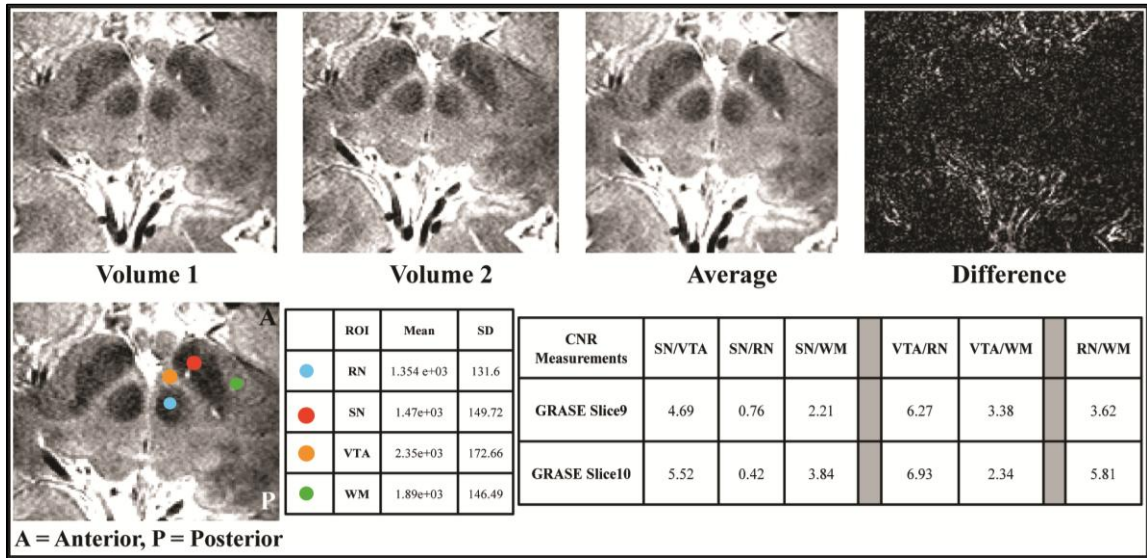 Volume 1 Volume 2 Average Difference
A
P
A = Anterior, P = Posterior
ROI Mean SD
RN 1.354 e+03 131.6
SN 1.47e+03 149.72
VTA 2.35e+03 172.66
WM 1.89e+03 146.49
CNR Measurements SN/VTA SN/RN SN/WM VTA/RN VTA/WM RN/WM
GRASE Slice9 4.69 0.76 2.21 6.27 3.38 3.62
GRASE Slice10 5.52 0.42 3.84 6.93 2.34 5.81